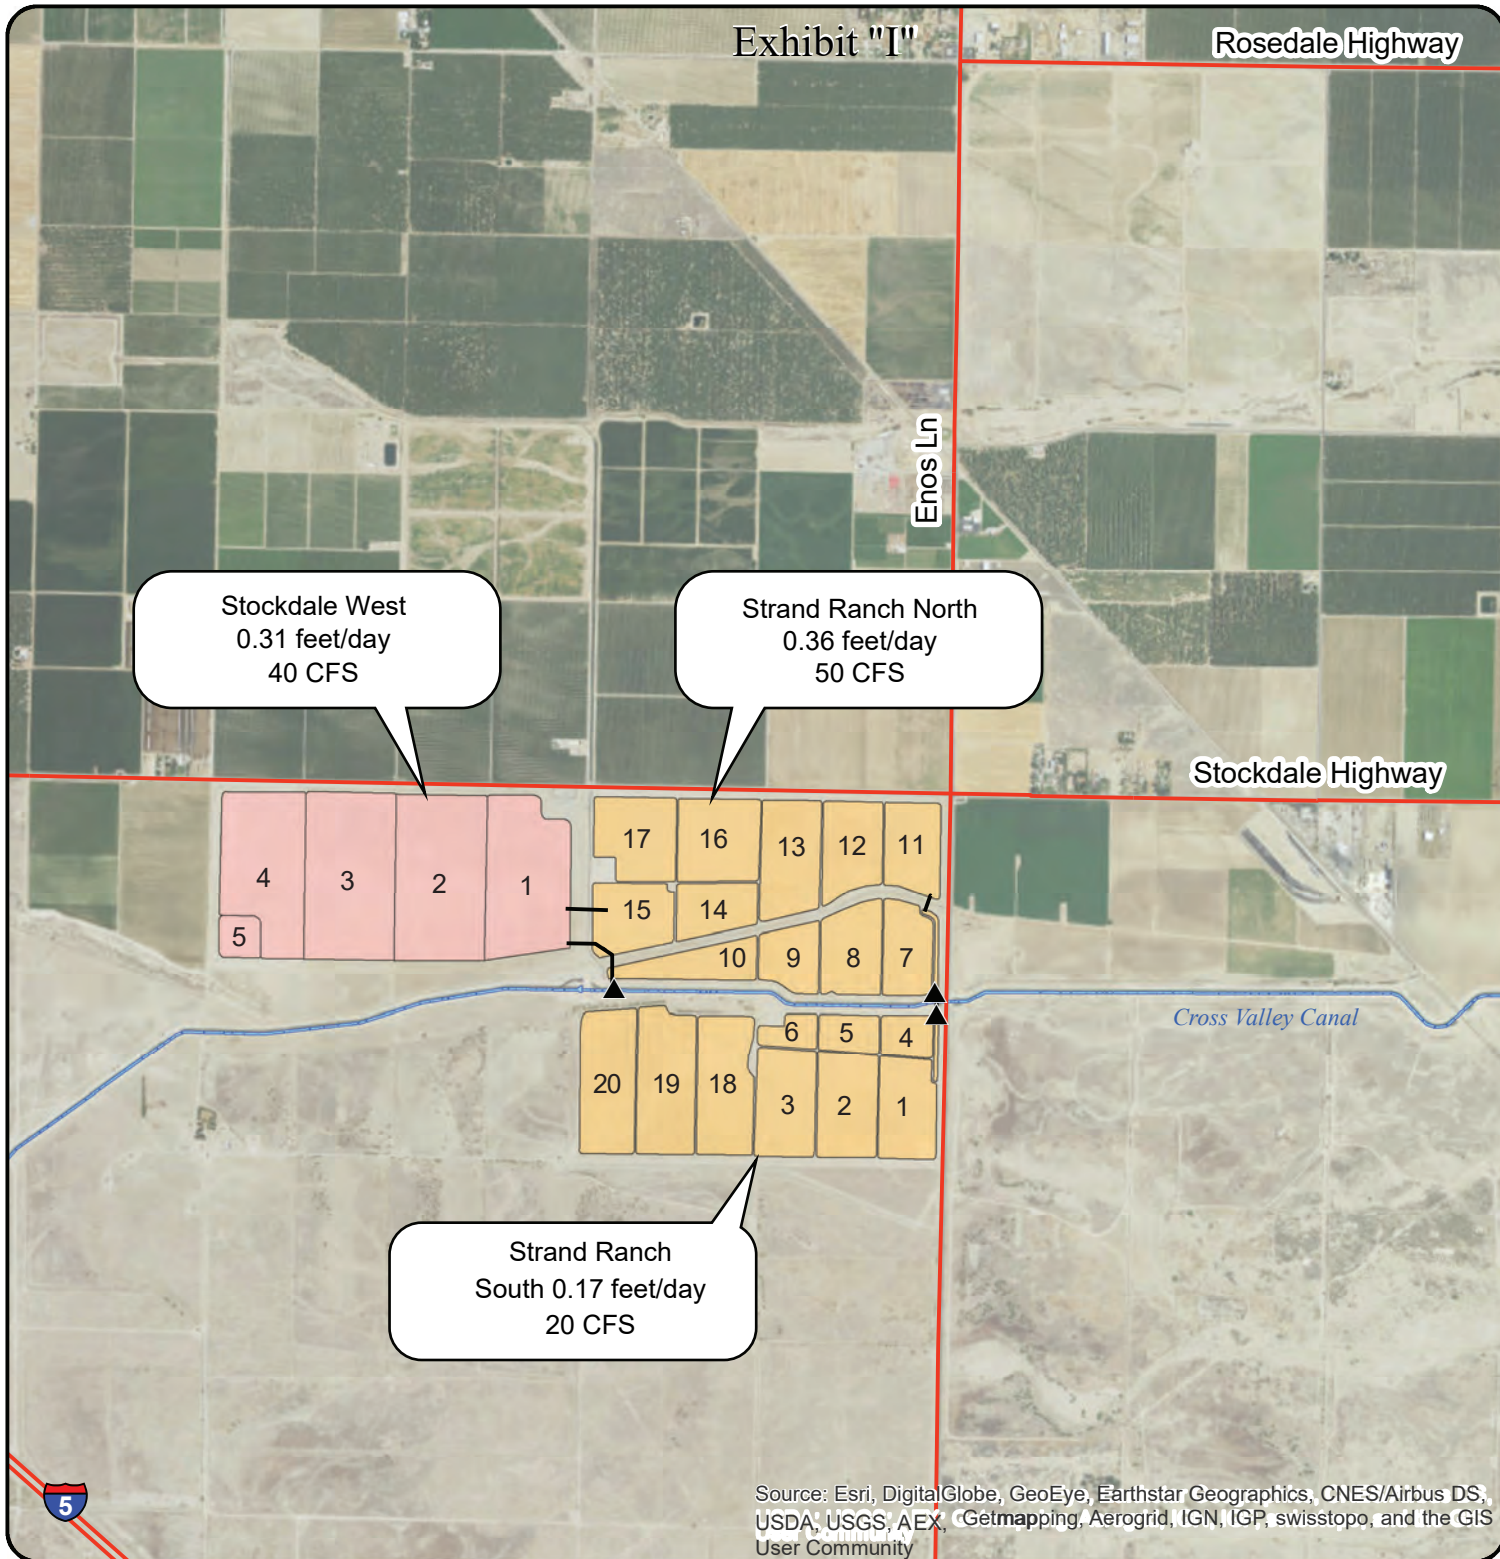 Exhibit "I"
Rosedale Highway
Enos Ln
Stockdale West
0.31 feet/day
40 CFS
Strand Ranch North
0.36 feet/day
50 CFS
Stockdale Highway
17
16
13
12
11
4
3
2
1
15
14
5
10
9
8
7
Cross Valley Canal
6
5
4
20
19
18
3
2
1
Strand Ranch
South 0.17 feet/day
20 CFS
5
Source: Esri, DigitalGlobe, GeoEye, Earthstar Geographics, CNES/Airbus DS,
USDA, USGS, AEX, Getmapping, Aerogrid, IGN, IGP, swisstopo, and the GIS
User Community